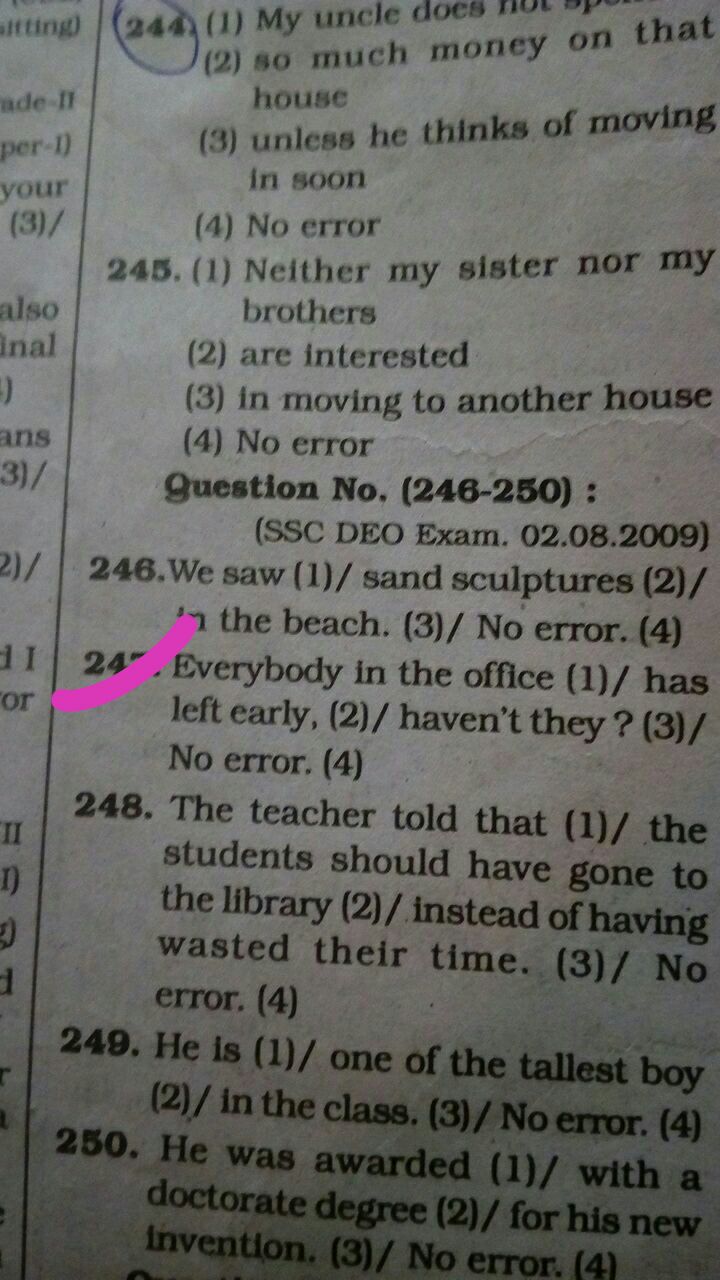 sitting)
ade-II
per-I)
your
(3)/
also
inal
)
ans
3)/
2)/
d I
or
II
I)
g)
d
r
244. (1) My uncle does not
(2) so much money on that
house
(3) unless he thinks of moving
in soon
(4) No error
245. (1) Neither my sister nor my
brothers
(2) are interested
(3) in moving to another house
(4) No error
Question No. (246-250) :
(SSC DEO Exam. 02.08.2009)
246. We saw (1)/ sand sculptures (2)/
in the beach. (3)/ No error. (4)
247. Everybody in the office (1)/ has
left early, (2)/ haven't they ? (3)/
No error. (4)
248. The teacher told that (1)/ the
students should have gone to
the library (2)/ instead of having
wasted their time. (3)/ No
error. (4)
249. He is (1)/ one of the tallest boy
(2)/ in the class. (3)/ No error. (4)
250. He was awarded (1)/ with a
doctorate degree (2)/ for his new
invention. (3)/ No error. (4)